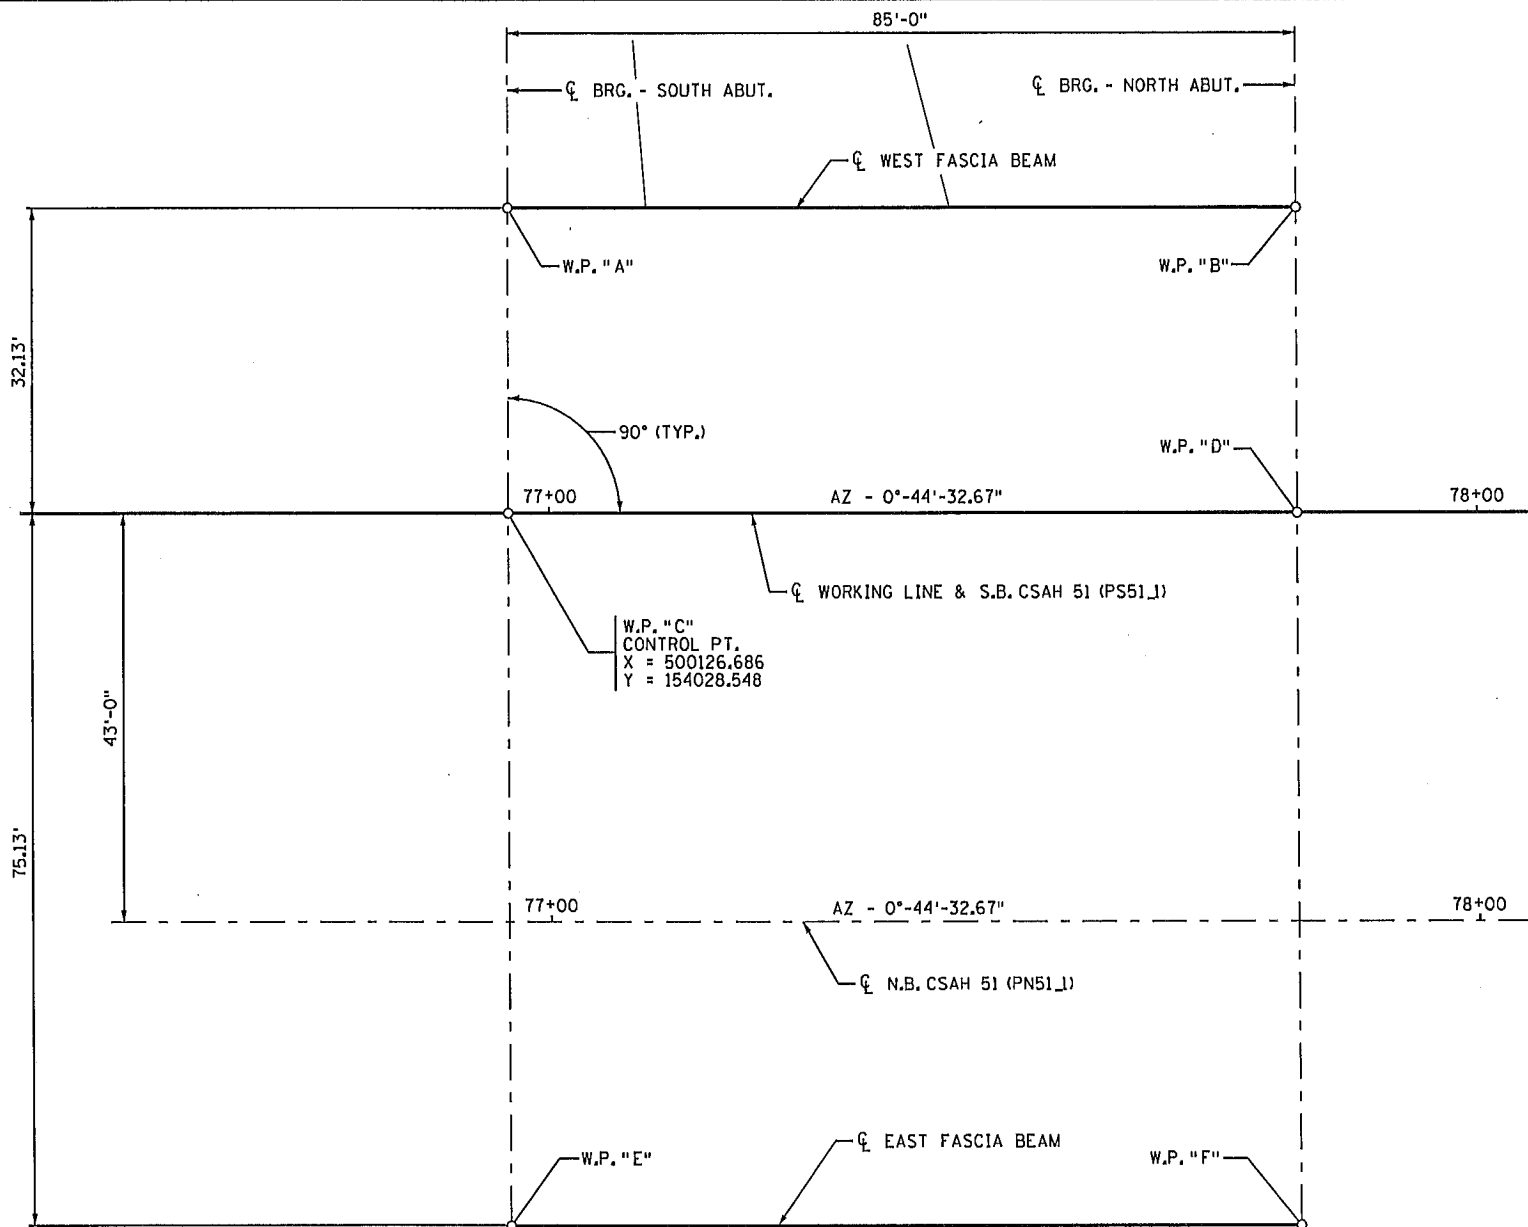 85'-0"
℄ BRG. - SOUTH ABUT.
℄ BRG. - NORTH ABUT.
℄ WEST FASCIA BEAM
W.P. "A"
W.P. "B"
32.13'
90° (TYP.)
W.P. "D"
77+00
AZ - 0°-44'-32.67"
78+00
℄ WORKING LINE & S.B. CSAH 51 (PS51_1)
W.P. "C"
CONTROL PT.
X = 500126.686
Y = 154028.548
43'-0"
75.13'
77+00
AZ - 0°-44'-32.67"
78+00
℄ N.B. CSAH 51 (PN51_1)
℄ EAST FASCIA BEAM
W.P. "E"
W.P. "F"